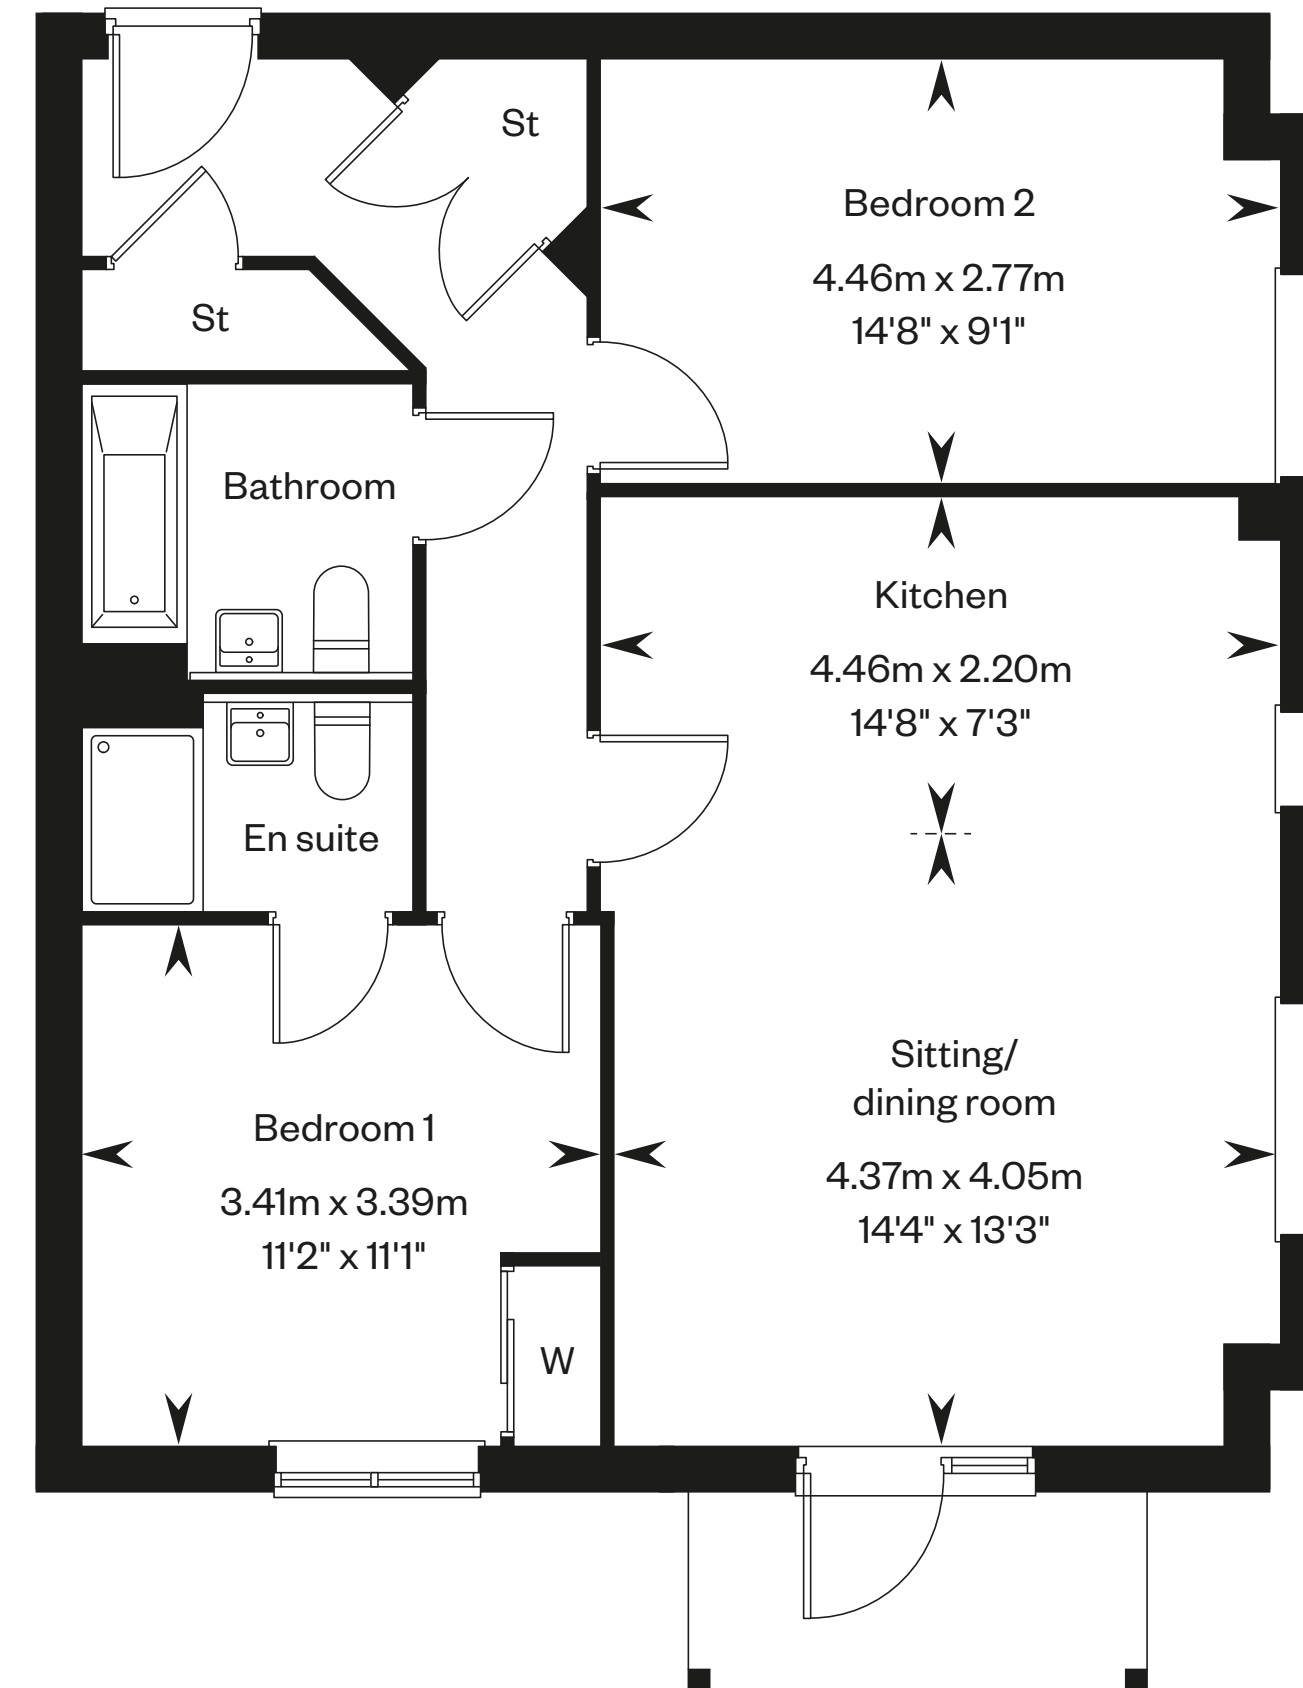 St
Bedroom 2
4.46m x 2.77m
14'8" x 9'1"
St
Bathroom
Kitchen
4.46m x 2.20m
14'8" x 7'3"
En suite
Sitting/
dining room
4.37m x 4.05m
14'4" x 13'3"
Bedroom 1
3.41m x 3.39m
11'2" x 11'1"
W